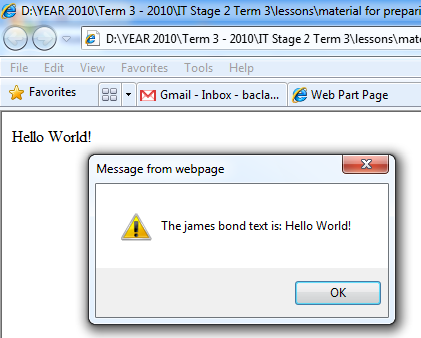 D:\YEAR 2010\Term 3 - 2010\IT Stage 2 Term 3\lessons\material for prepari
D:\YEAR 2010\Term 3 - 2010\IT Stage 2 Term 3\lessons\mate
File Edit View Favorites Tools Help
Favorites Gmail - Inbox - bacla... Web Part Page
Hello World!
Message from webpage
The james bond text is: Hello World!
OK